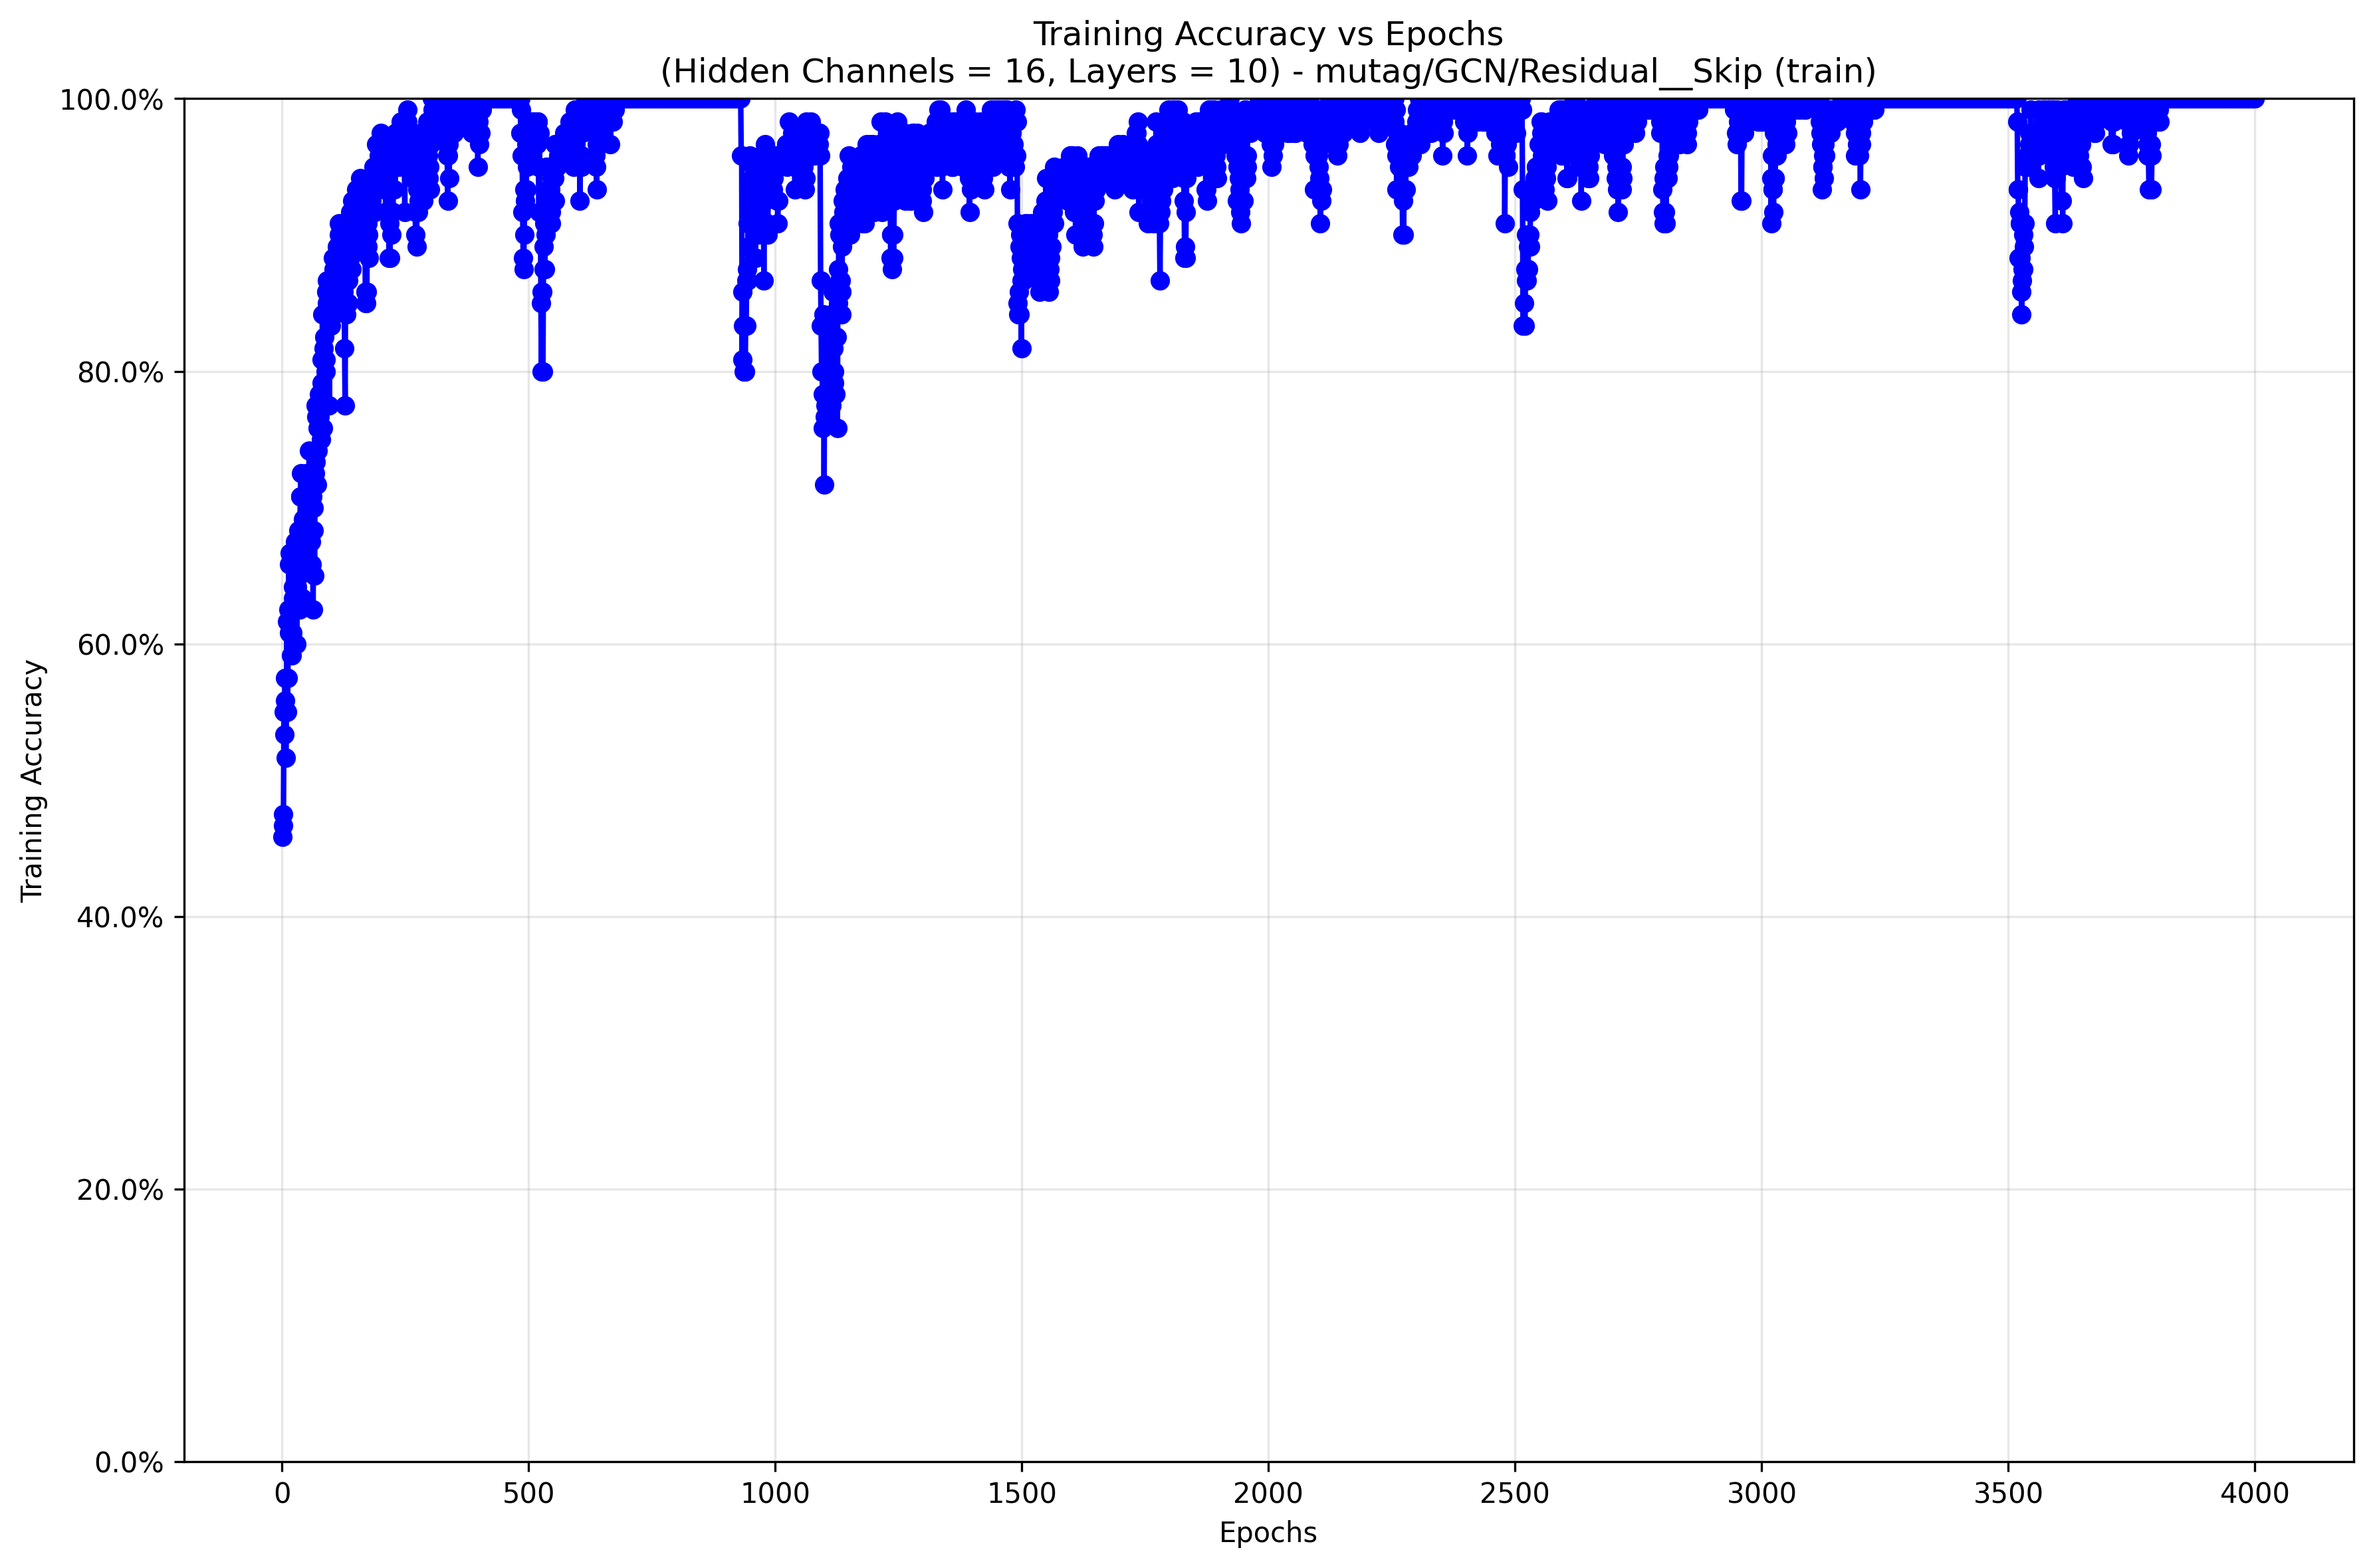 Training Accuracy vs Epochs
(Hidden Channels = 16, Layers = 10) - mutag/GCN/Residual__Skip (train)
100.0%
80.0%
60.0%
40.0%
20.0%
0.0%
Training Accuracy
0 500 1000 1500 2000 2500 3000 3500 4000
Epochs